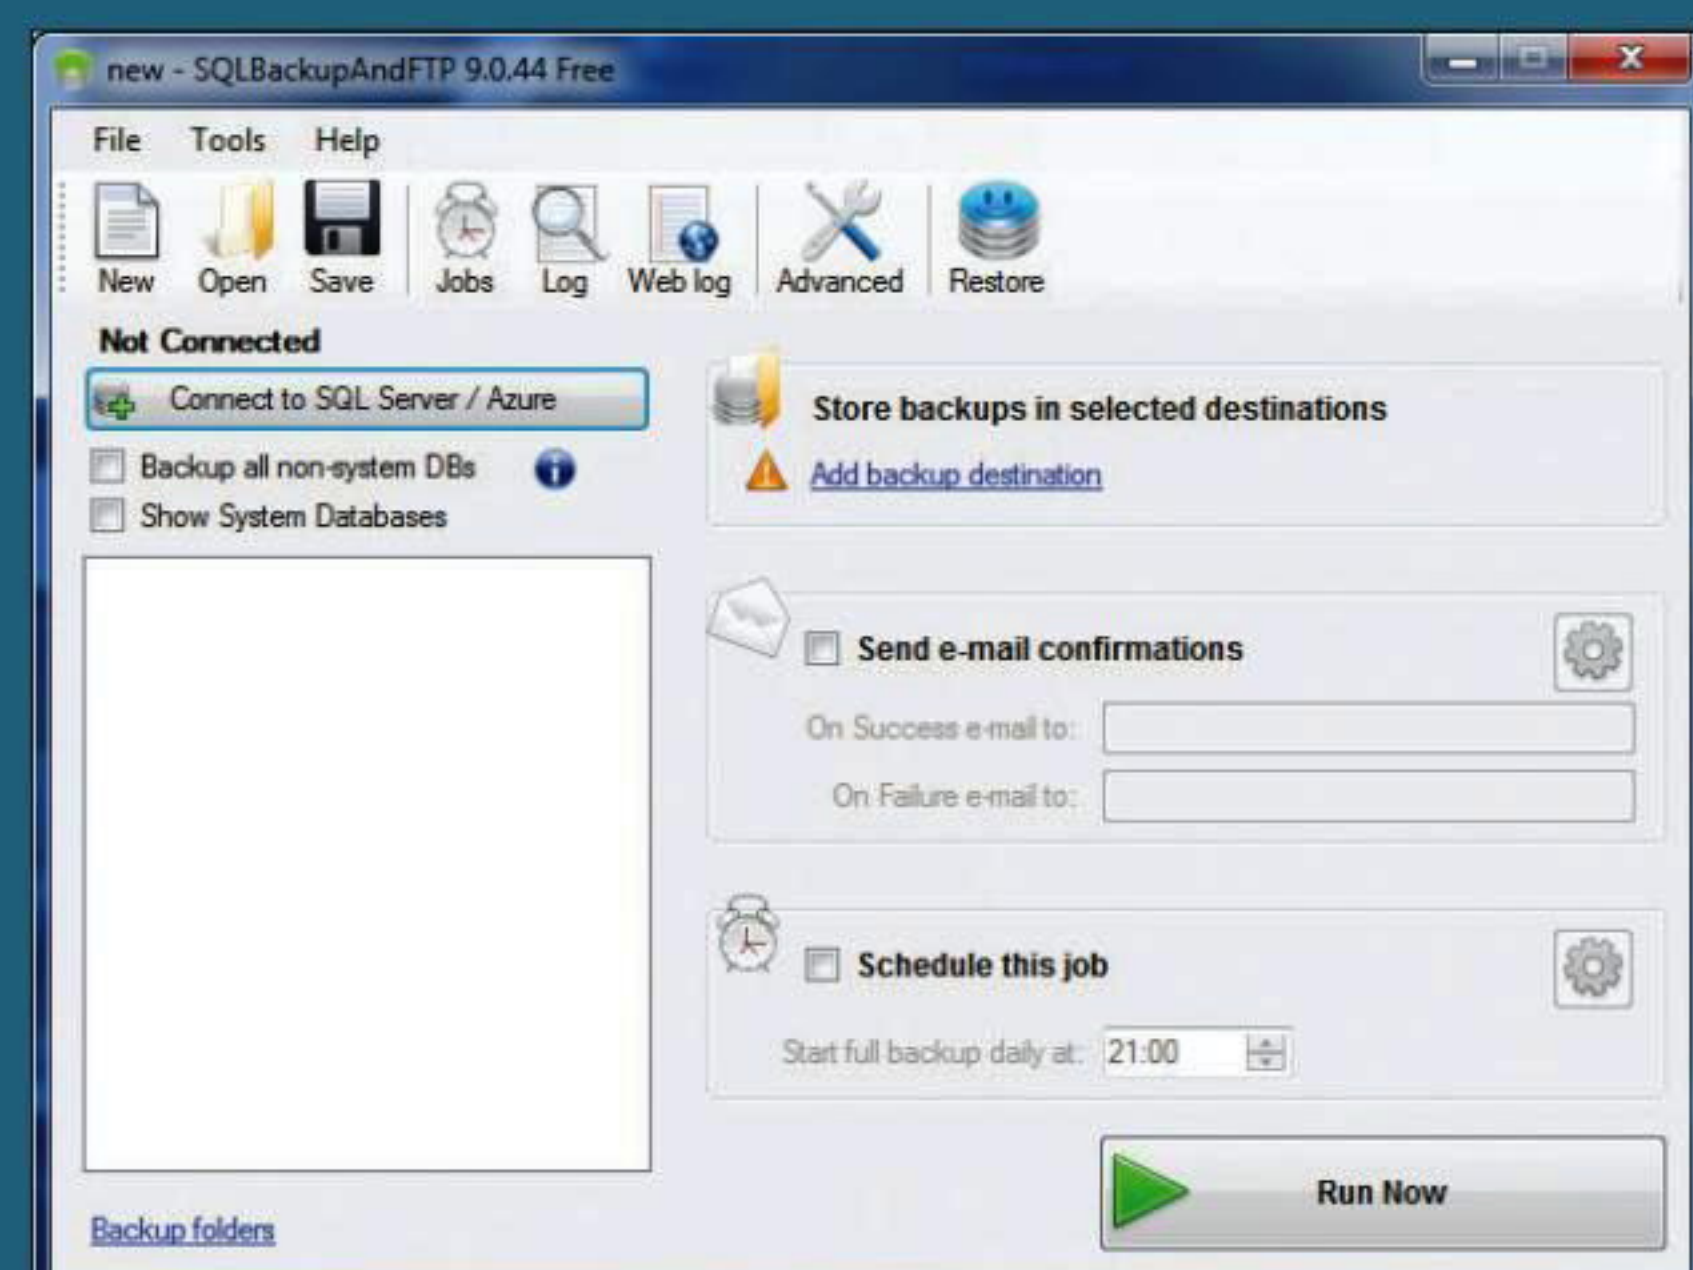 new - SQLBackupAndFTP 9.0.44 Free
File Tools Help
New Open Save Jobs Log Web log Advanced Restore
Not Connected
Connect to SQL Server / Azure
Backup all non-system DBs
Show System Databases
Backup folders
Store backups in selected destinations
Add backup destination
Send e-mail confirmations
On Success e-mail to:
On Failure e-mail to:
Schedule this job
Start full backup daily at: 21:00
Run Now